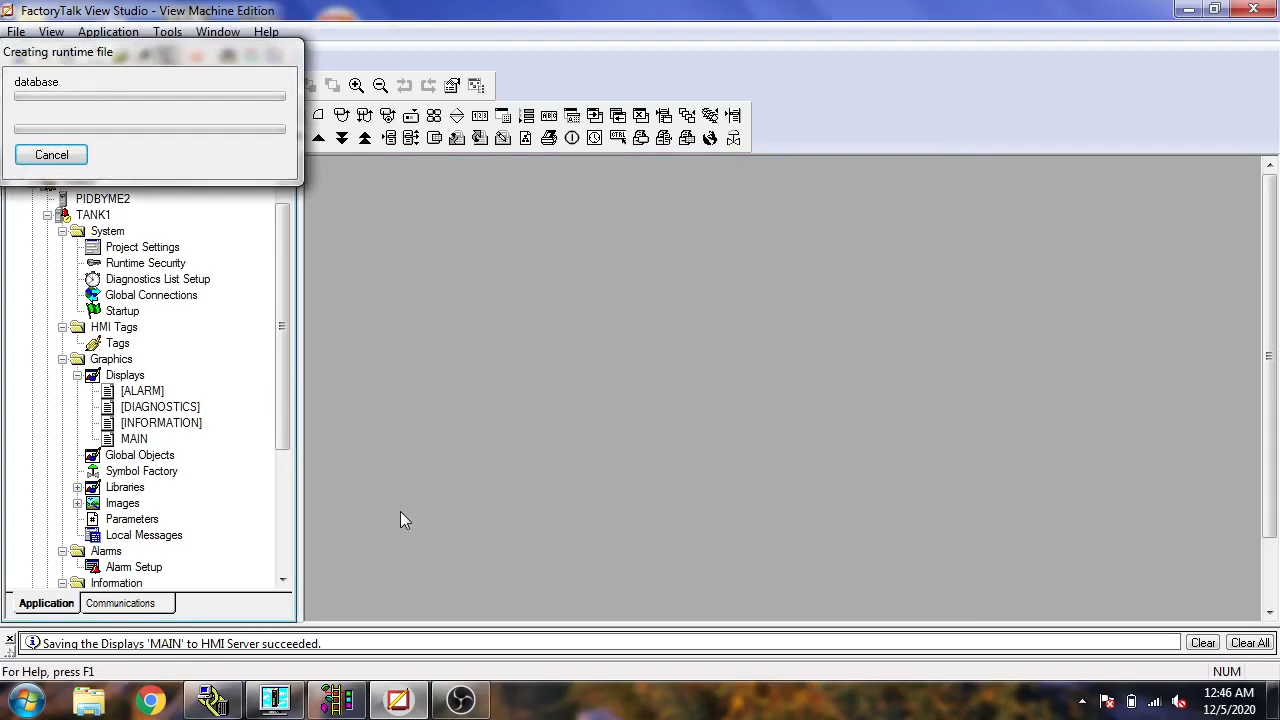 FactoryTalk View Studio - View Machine Edition
File View Application Tools Window Help
Creating runtime file
database
Cancel
PIDBYME2
TANK1
System
Project Settings
Runtime Security
Diagnostics List Setup
Global Connections
Startup
HMI Tags
Tags
Graphics
Displays
[ALARM]
[DIAGNOSTICS]
[INFORMATION]
MAIN
Global Objects
Symbol Factory
Libraries
Images
Parameters
Local Messages
Alarms
Alarm Setup
Information
Application Communications
Saving the Displays 'MAIN' to HMI Server succeeded.
Clear Clear All
For Help, press F1
NUM
12:46 AM
12/5/2020